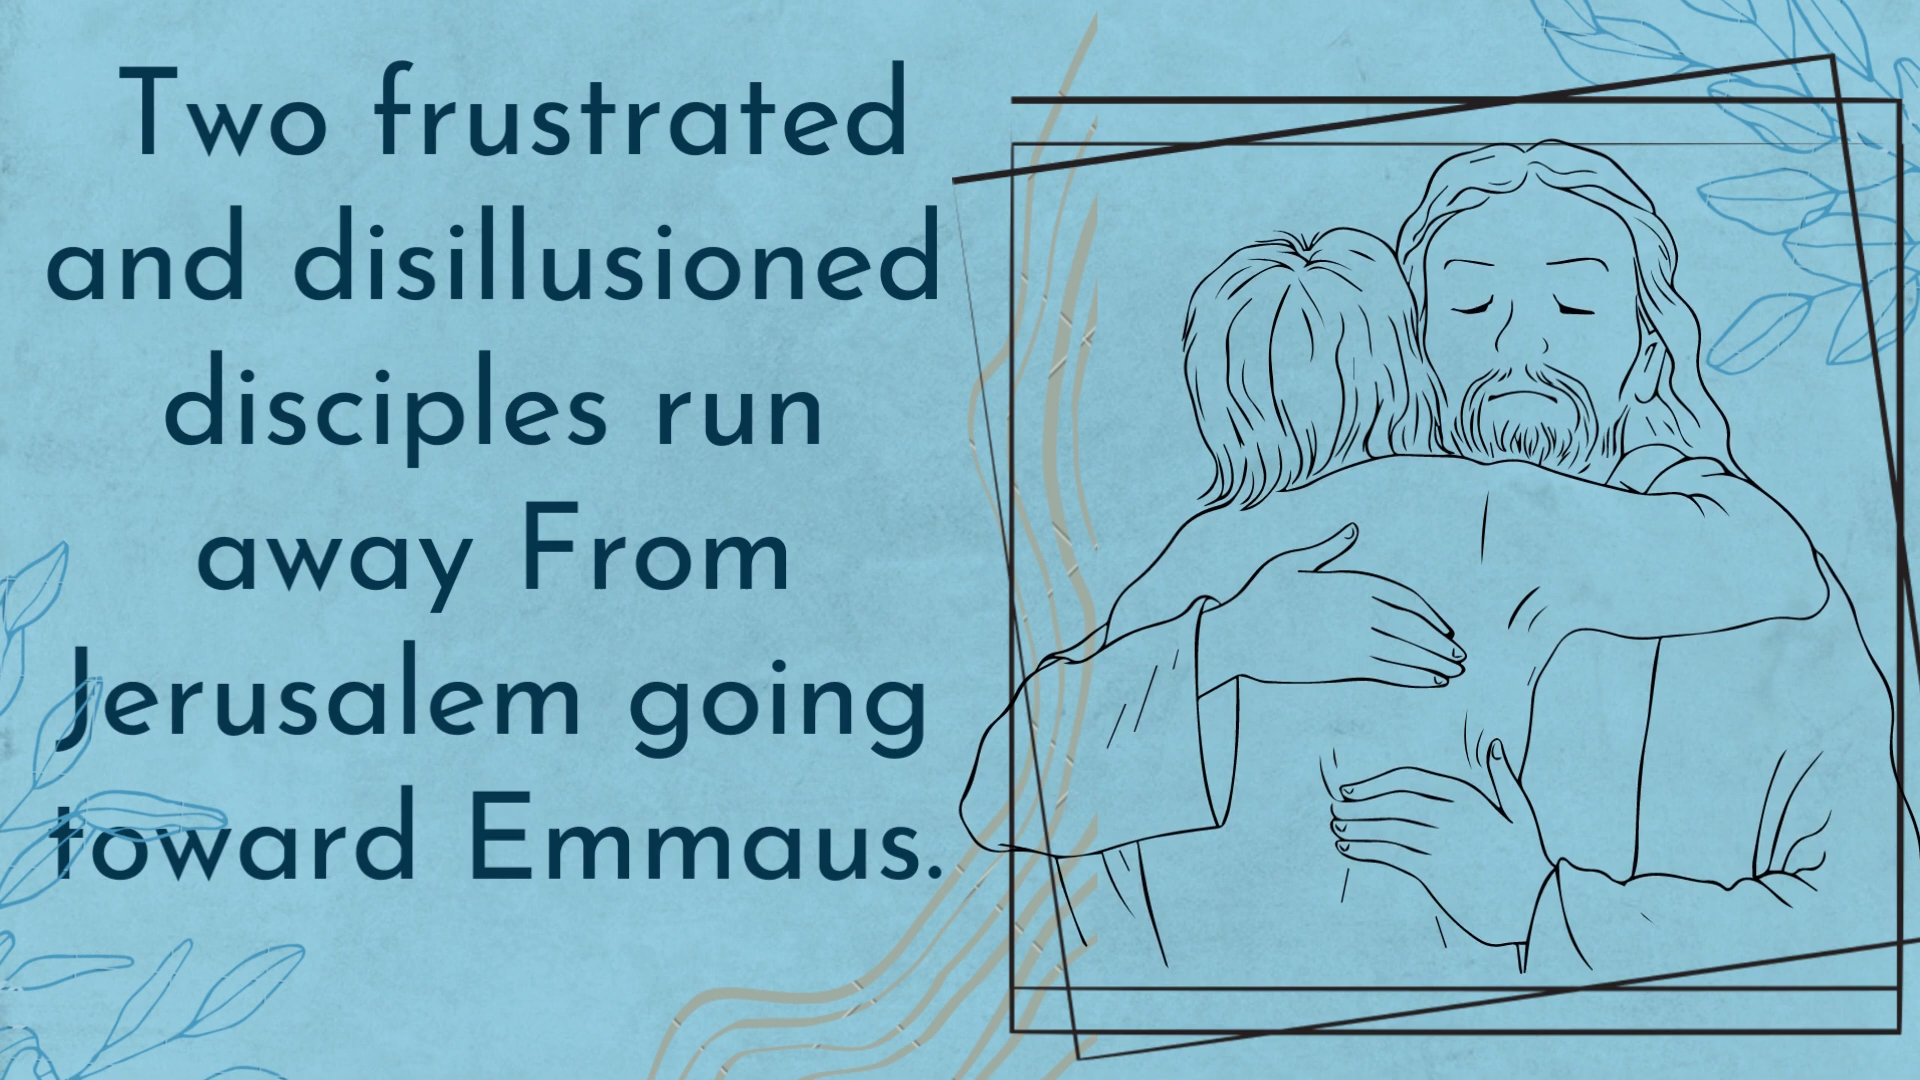 Two frustrated
and disillusioned
disciples run
away From
Jerusalem going
toward Emmaus.